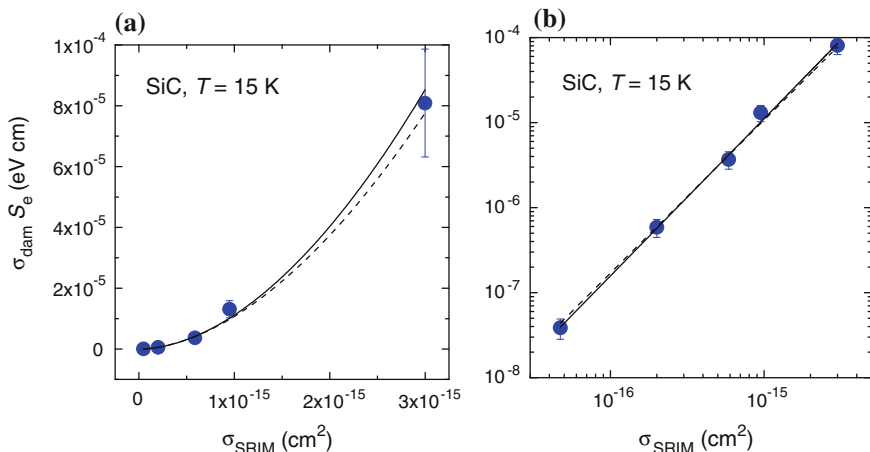 (a)
SiC, T = 15 K
1x10⁻⁴
8x10⁻⁵
6x10⁻⁵
4x10⁻⁵
2x10⁻⁵
0
σdam Se (eV cm)
0
1x10⁻¹⁵
2x10⁻¹⁵
3x10⁻¹⁵
σSRIM (cm²)
(b)
SiC, T = 15 K
10⁻⁴
10⁻⁵
10⁻⁶
10⁻⁷
10⁻⁸
10⁻¹⁶
10⁻¹⁵
σSRIM (cm²)